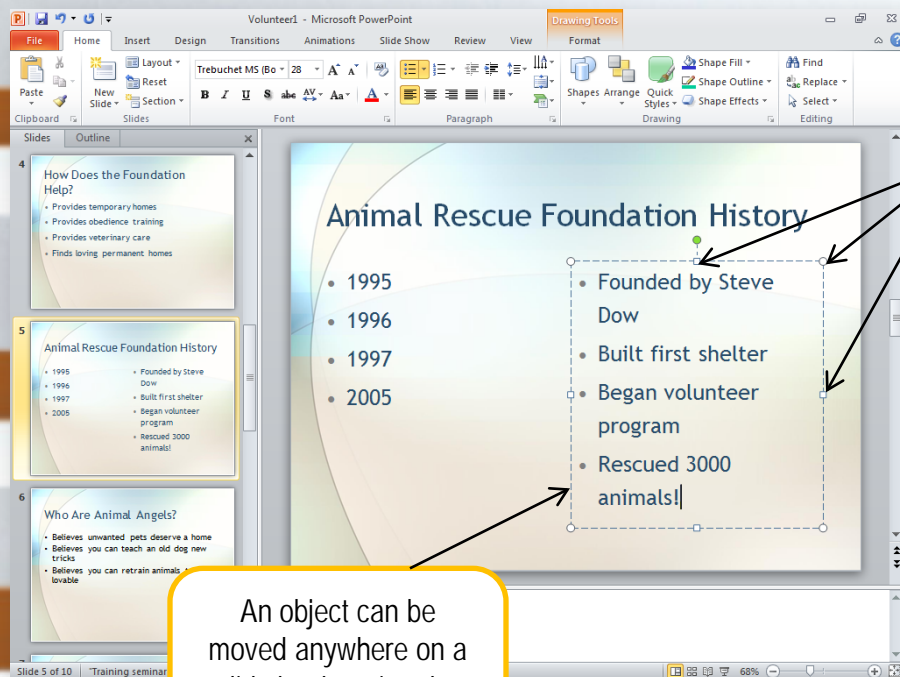 Volunteer1 - Microsoft PowerPoint
Drawing Tools
File Home Insert Design Transitions Animations Slide Show Review View Format
Paste
Clipboard
New Slide
Layout
Reset
Section
Slides
Trebuchet MS (Bo 28
B I U S abc AV Aa A
Font
Paragraph
Shapes Arrange Quick Styles
Shape Fill
Shape Outline
Shape Effects
Drawing
Find
Replace
Select
Editing
Slides Outline
4
How Does the Foundation
Help?
• Provides temporary homes
• Provides obedience training
• Provides veterinary care
• Finds loving permanent homes
5
Animal Rescue Foundation History
• 1995
• 1996
• 1997
• 2005
• Founded by Steve
Dow
• Built first shelter
• Began volunteer
program
• Rescued 3000
animals!
6
Who Are Animal Angels?
• Believes unwanted pets deserve a home
• Believes you can teach an old dog new
tricks
• Believes you can retrain animals
lovable
Animal Rescue Foundation History
• 1995
• 1996
• 1997
• 2005
• Founded by Steve
Dow
• Built first shelter
• Began volunteer
program
• Rescued 3000
animals!
An object can be
moved anywhere on a
Slide 5 of 10 "Training seminar
68%